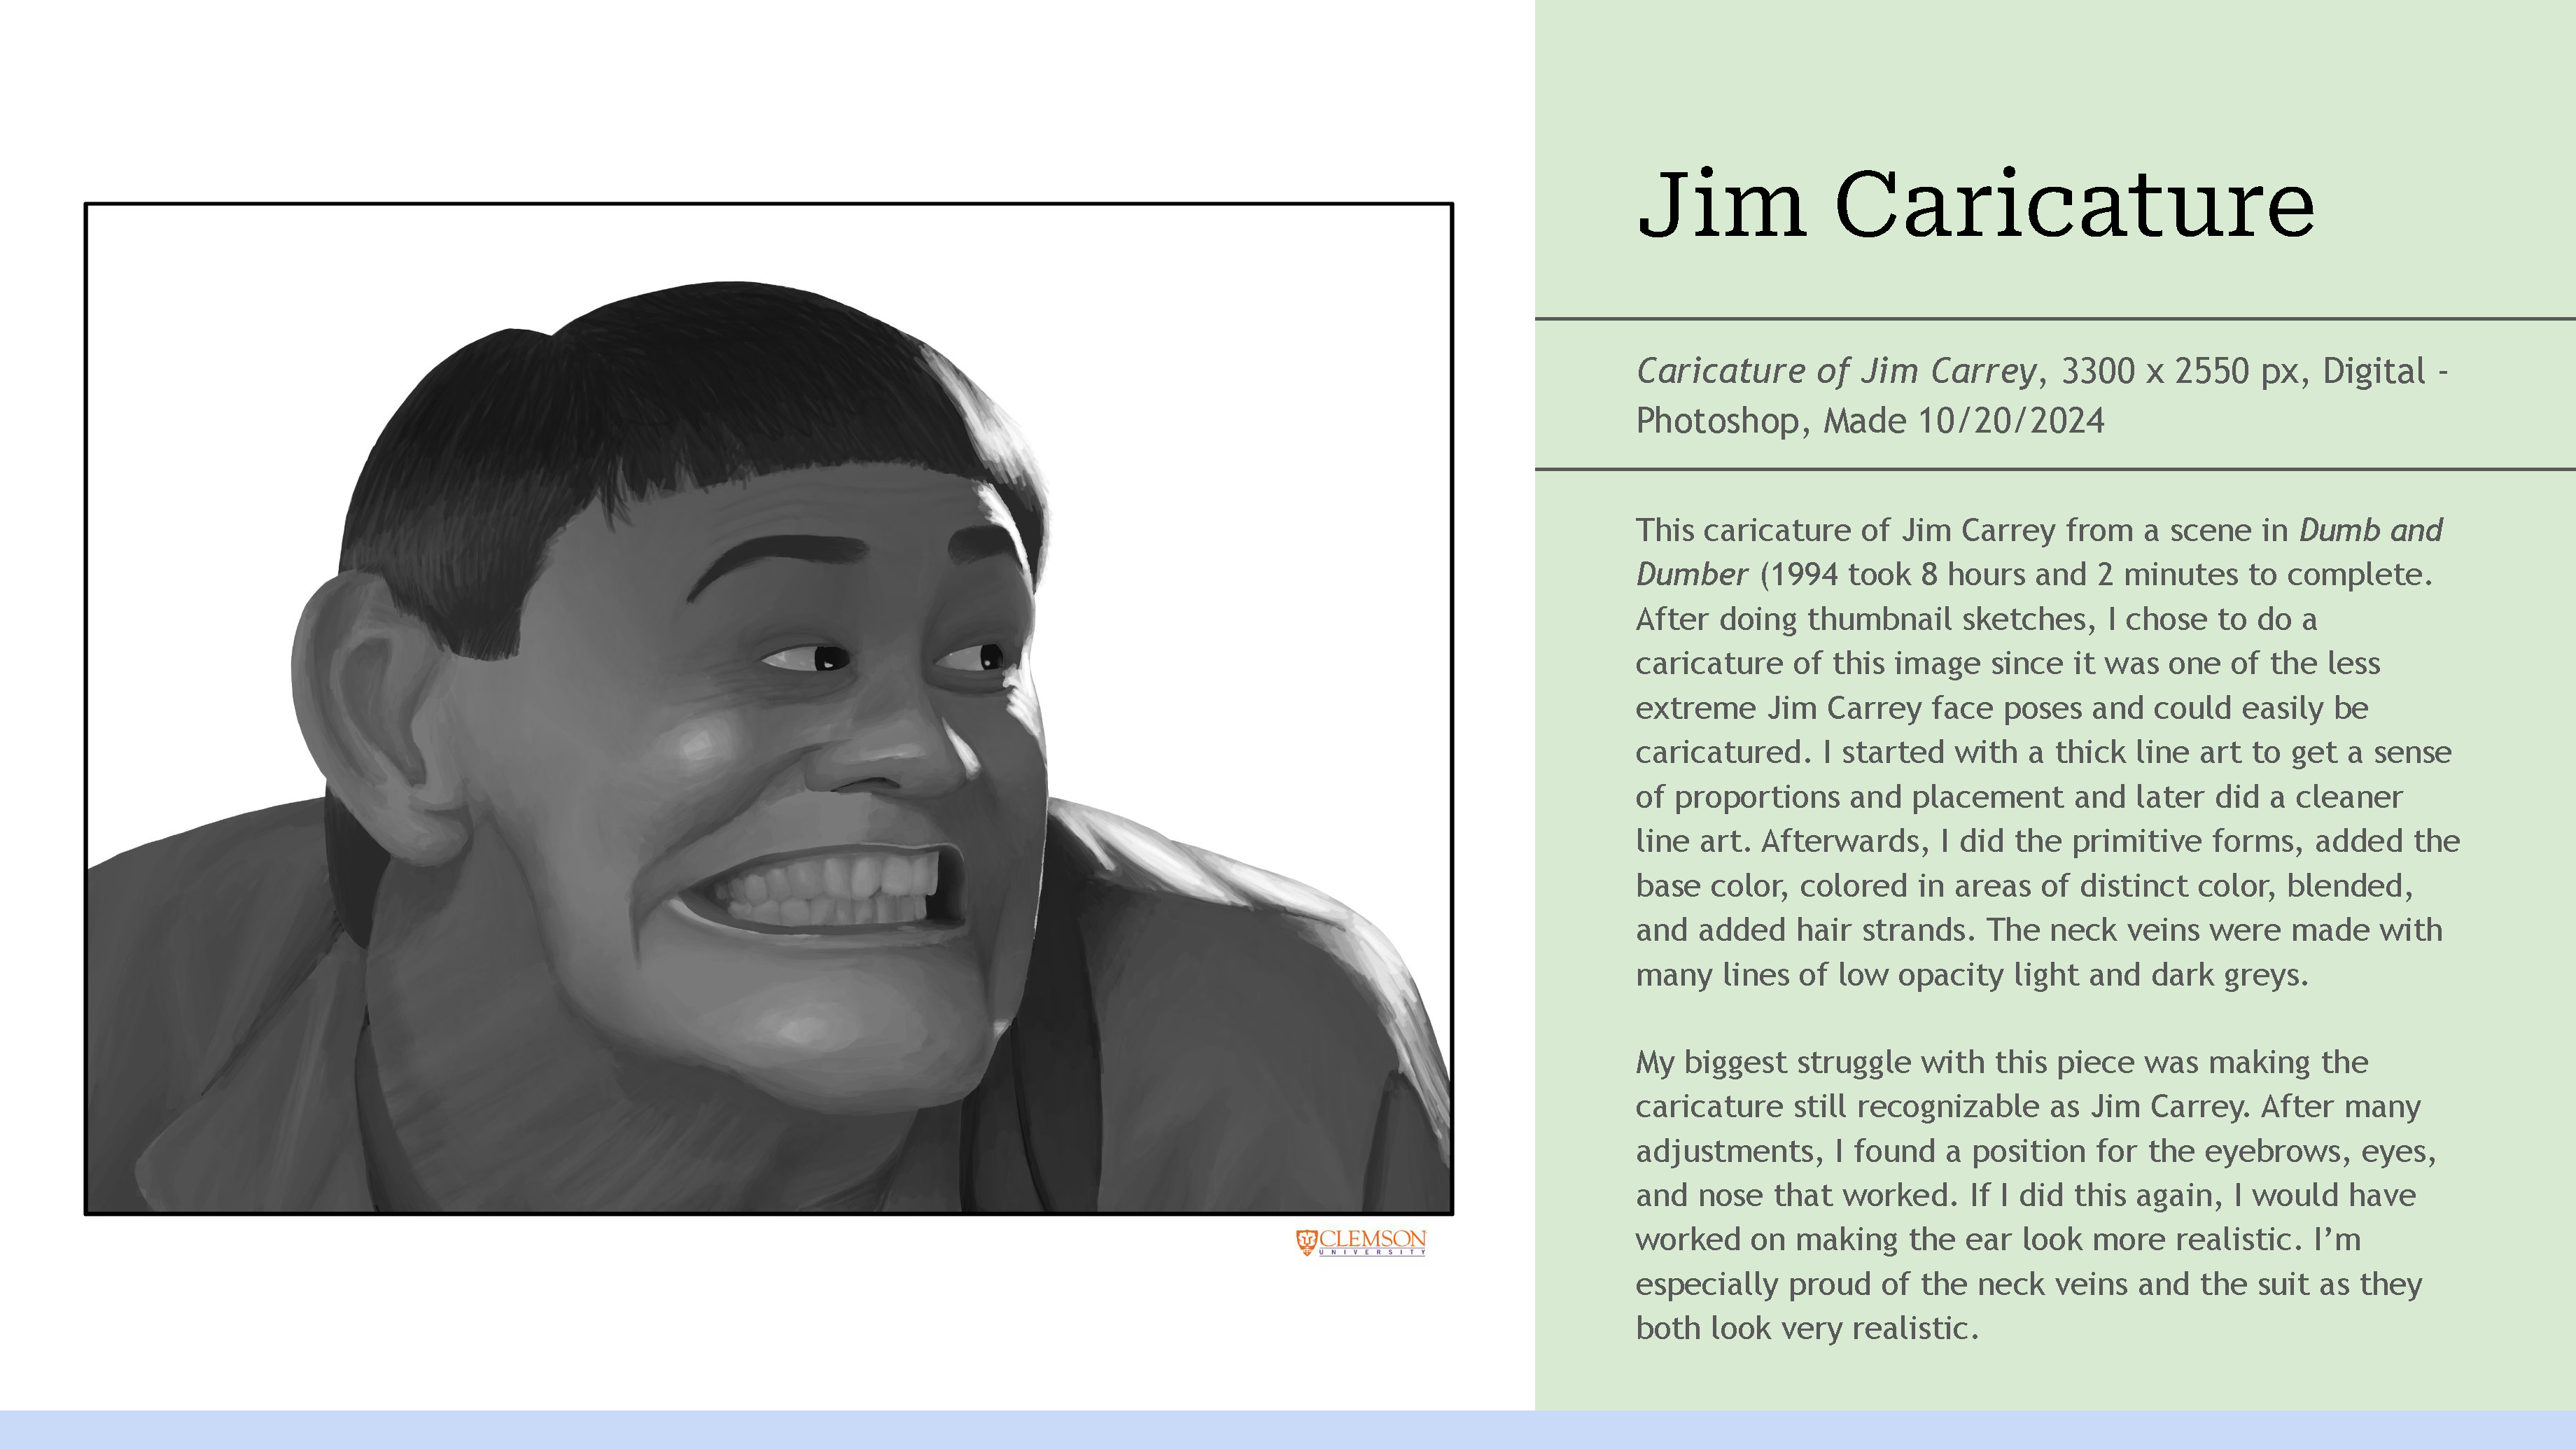 Jim Caricature
Caricature of Jim Carrey, 3300 x 2550 px, Digital -
Photoshop, Made 10/20/2024
This caricature of Jim Carrey from a scene in Dumb and
Dumber (1994 took 8 hours and 2 minutes to complete.
After doing thumbnail sketches, I chose to do a
caricature of this image since it was one of the less
extreme Jim Carrey face poses and could easily be
caricatured. I started with a thick line art to get a sense
of proportions and placement and later did a cleaner
line art. Afterwards, I did the primitive forms, added the
base color, colored in areas of distinct color, blended,
and added hair strands. The neck veins were made with
many lines of low opacity light and dark greys.
My biggest struggle with this piece was making the
caricature still recognizable as Jim Carrey. After many
adjustments, I found a position for the eyebrows, eyes,
and nose that worked. If I did this again, I would have
worked on making the ear look more realistic. I’m
especially proud of the neck veins and the suit as they
both look very realistic.
CLEMSON
UNIVERSITY